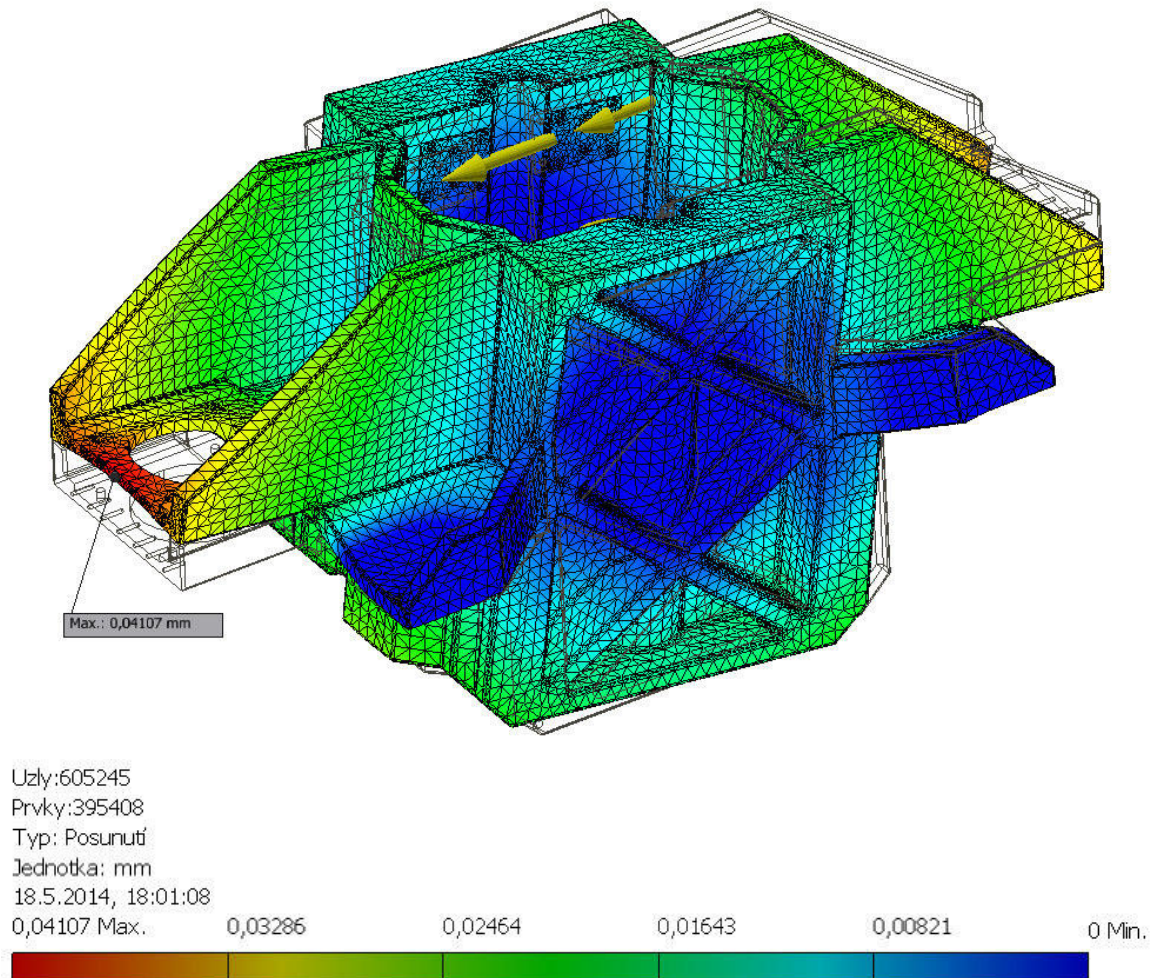 Max.: 0,04107 mm
Uzly:605245
Prvky:395408
Typ: Posunutí
Jednotka: mm
18.5.2014, 18:01:08
0,04107 Max. 0,03286 0,02464 0,01643 0,00821 0 Min.